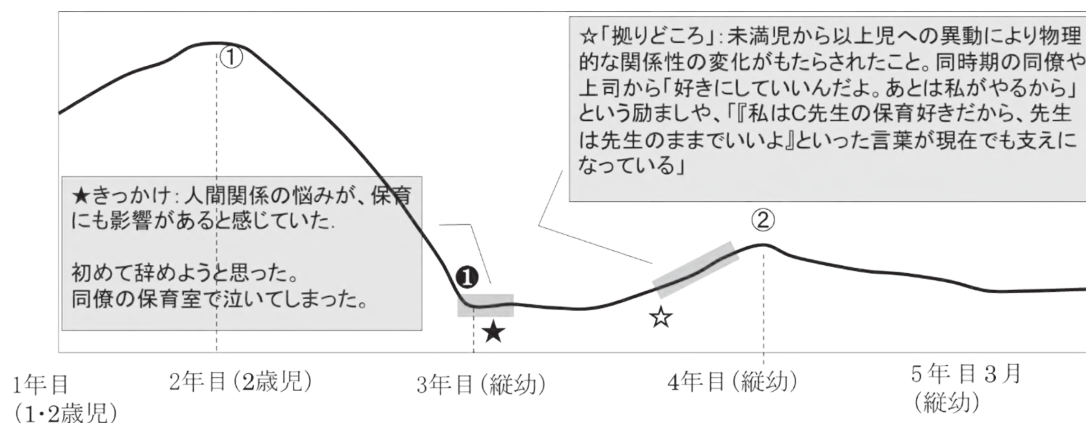 ①
☆「拠りどころ」:未満児から以上児への異動により物理
的な関係性の変化がもたらされたこと。同時期の同僚や
上司から「好きにしていいんだよ。あとは私がやるから」
という励ましや、「『私はC先生の保育好きだから、先生
は先生のままでいいよ』といった言葉が現在でも支えに
なっている」
★きっかけ:人間関係の悩みが、保育
にも影響があると感じていた.
初めて辞めようと思った。
同僚の保育室で泣いてしまった。
❶
★
☆
②
1年目
(1・2歳児)
2年目(2歳児)
3年目(縦幼)
4年目(縦幼)
5年目3月
(縦幼)